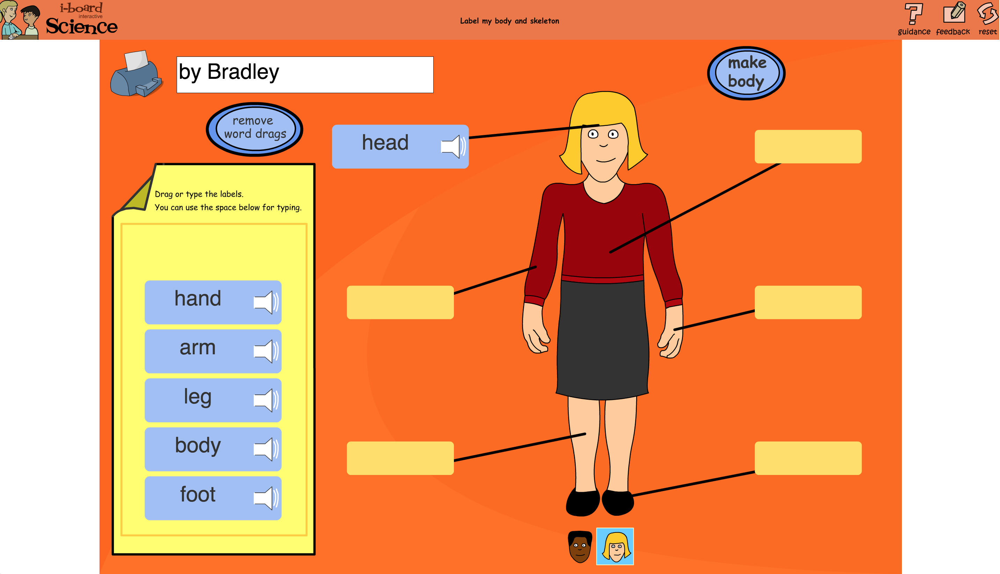 i-board
interactive
Science
Label my body and skeleton
guidance feedback reset
by Bradley
make
body
remove
word drags
head
Drag or type the labels.
You can use the space below for typing.
hand
arm
leg
body
foot